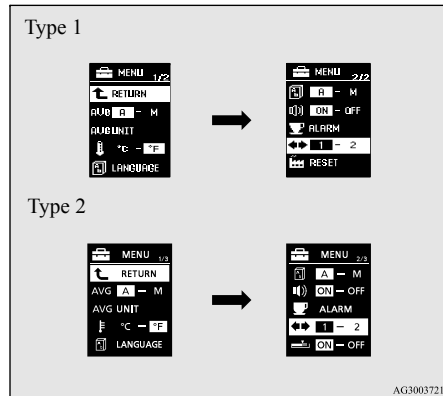 Type 1
MENU 1/2
RETURN
AVG A – M
AVG UNIT
°C – °F
A LANGUAGE
MENU 2/2
A A – M
ON – OFF
ALARM
1 – 2
RESET
Type 2
MENU 1/3
RETURN
AVG A – M
AVG UNIT
°C – °F
A LANGUAGE
MENU 2/3
A A – M
ON – OFF
ALARM
1 – 2
ON – OFF
AG3003721